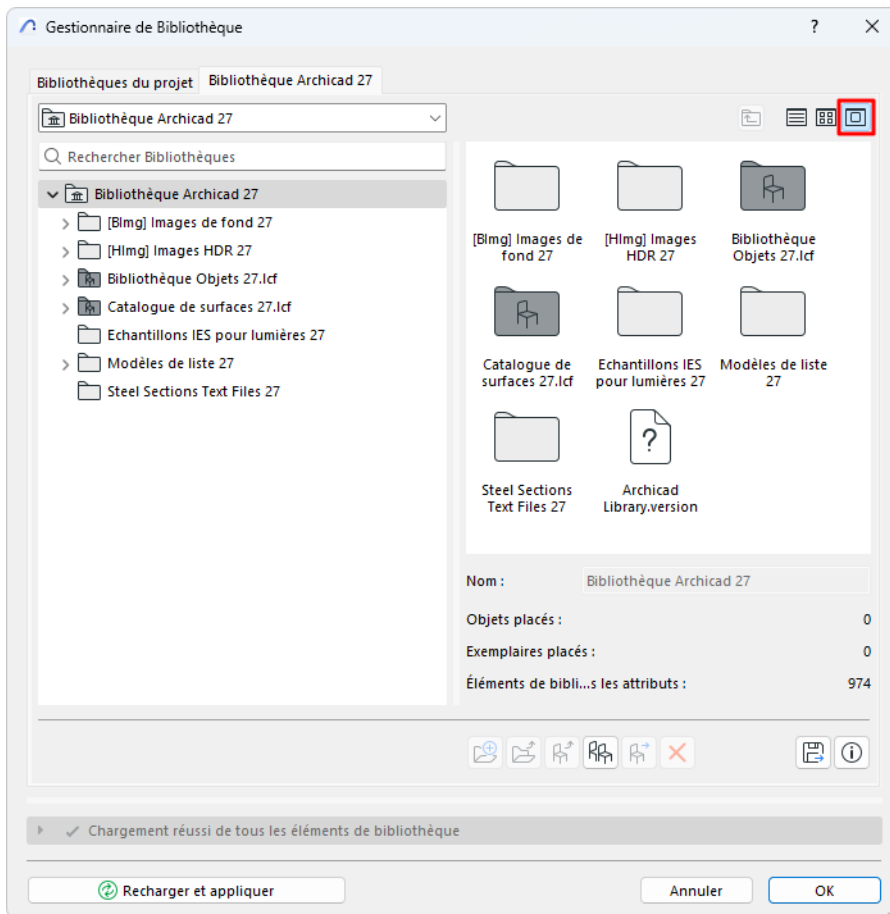 Gestionnaire de Bibliothèque
?
Bibliothèques du projet
Bibliothèque Archicad 27
Bibliothèque Archicad 27
Rechercher Bibliothèques
Bibliothèque Archicad 27
[BImg] Images de fond 27
[HImg] Images HDR 27
Bibliothèque Objets 27.lcf
Catalogue de surfaces 27.lcf
Echantillons IES pour lumières 27
Modèles de liste 27
Steel Sections Text Files 27
[BImg] Images de
fond 27
[HImg] Images
HDR 27
Bibliothèque
Objets 27.lcf
Catalogue de
surfaces 27.lcf
Echantillons IES
pour lumières 27
Modèles de liste
27
Steel Sections
Text Files 27
?
Archicad
Library.version
Nom :
Bibliothèque Archicad 27
Objets placés :
0
Exemplaires placés :
0
Éléments de bibli...s les attributs :
974
Chargement réussi de tous les éléments de bibliothèque
Recharger et appliquer
Annuler
OK